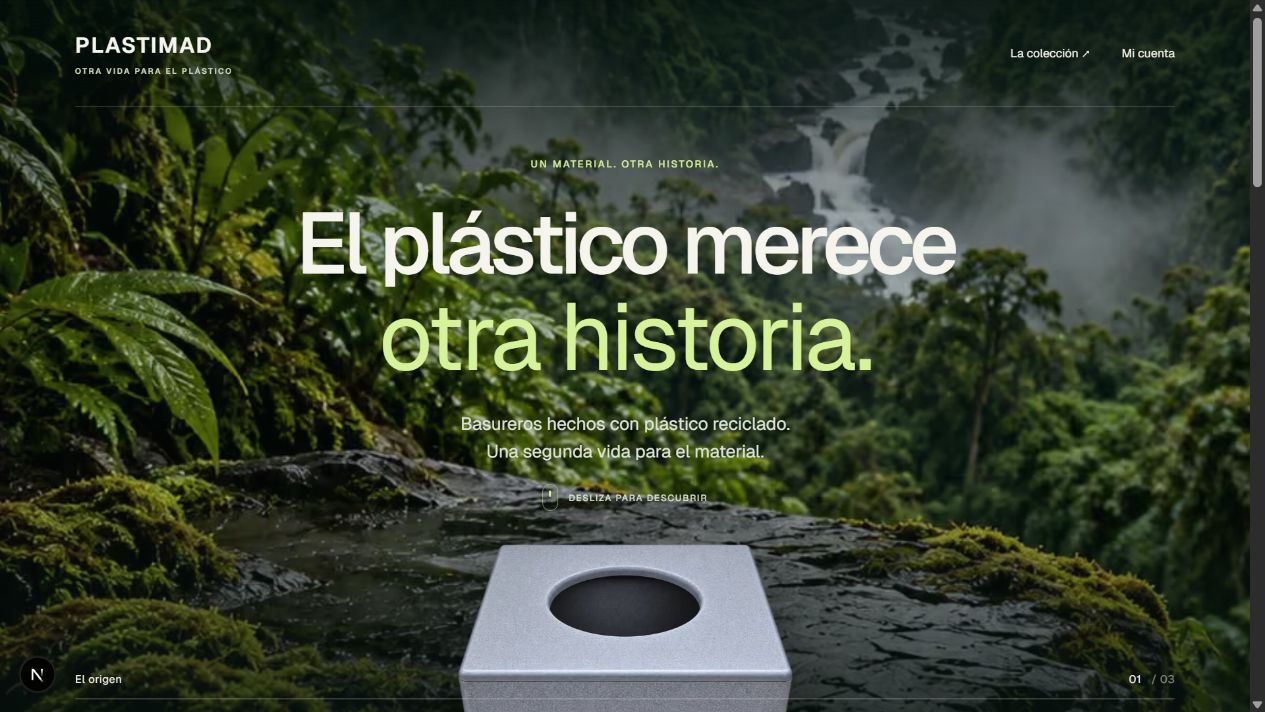 PLASTIMAD
OTRA VIDA PARA EL PLÁSTICO
La colección ↗
Mi cuenta
UN MATERIAL. OTRA HISTORIA.
El plástico merece
otra historia.
Basureros hechos con plástico reciclado.
Una segunda vida para el material.
DESLIZA PARA DESCUBRIR
N
El origen
01 / 03